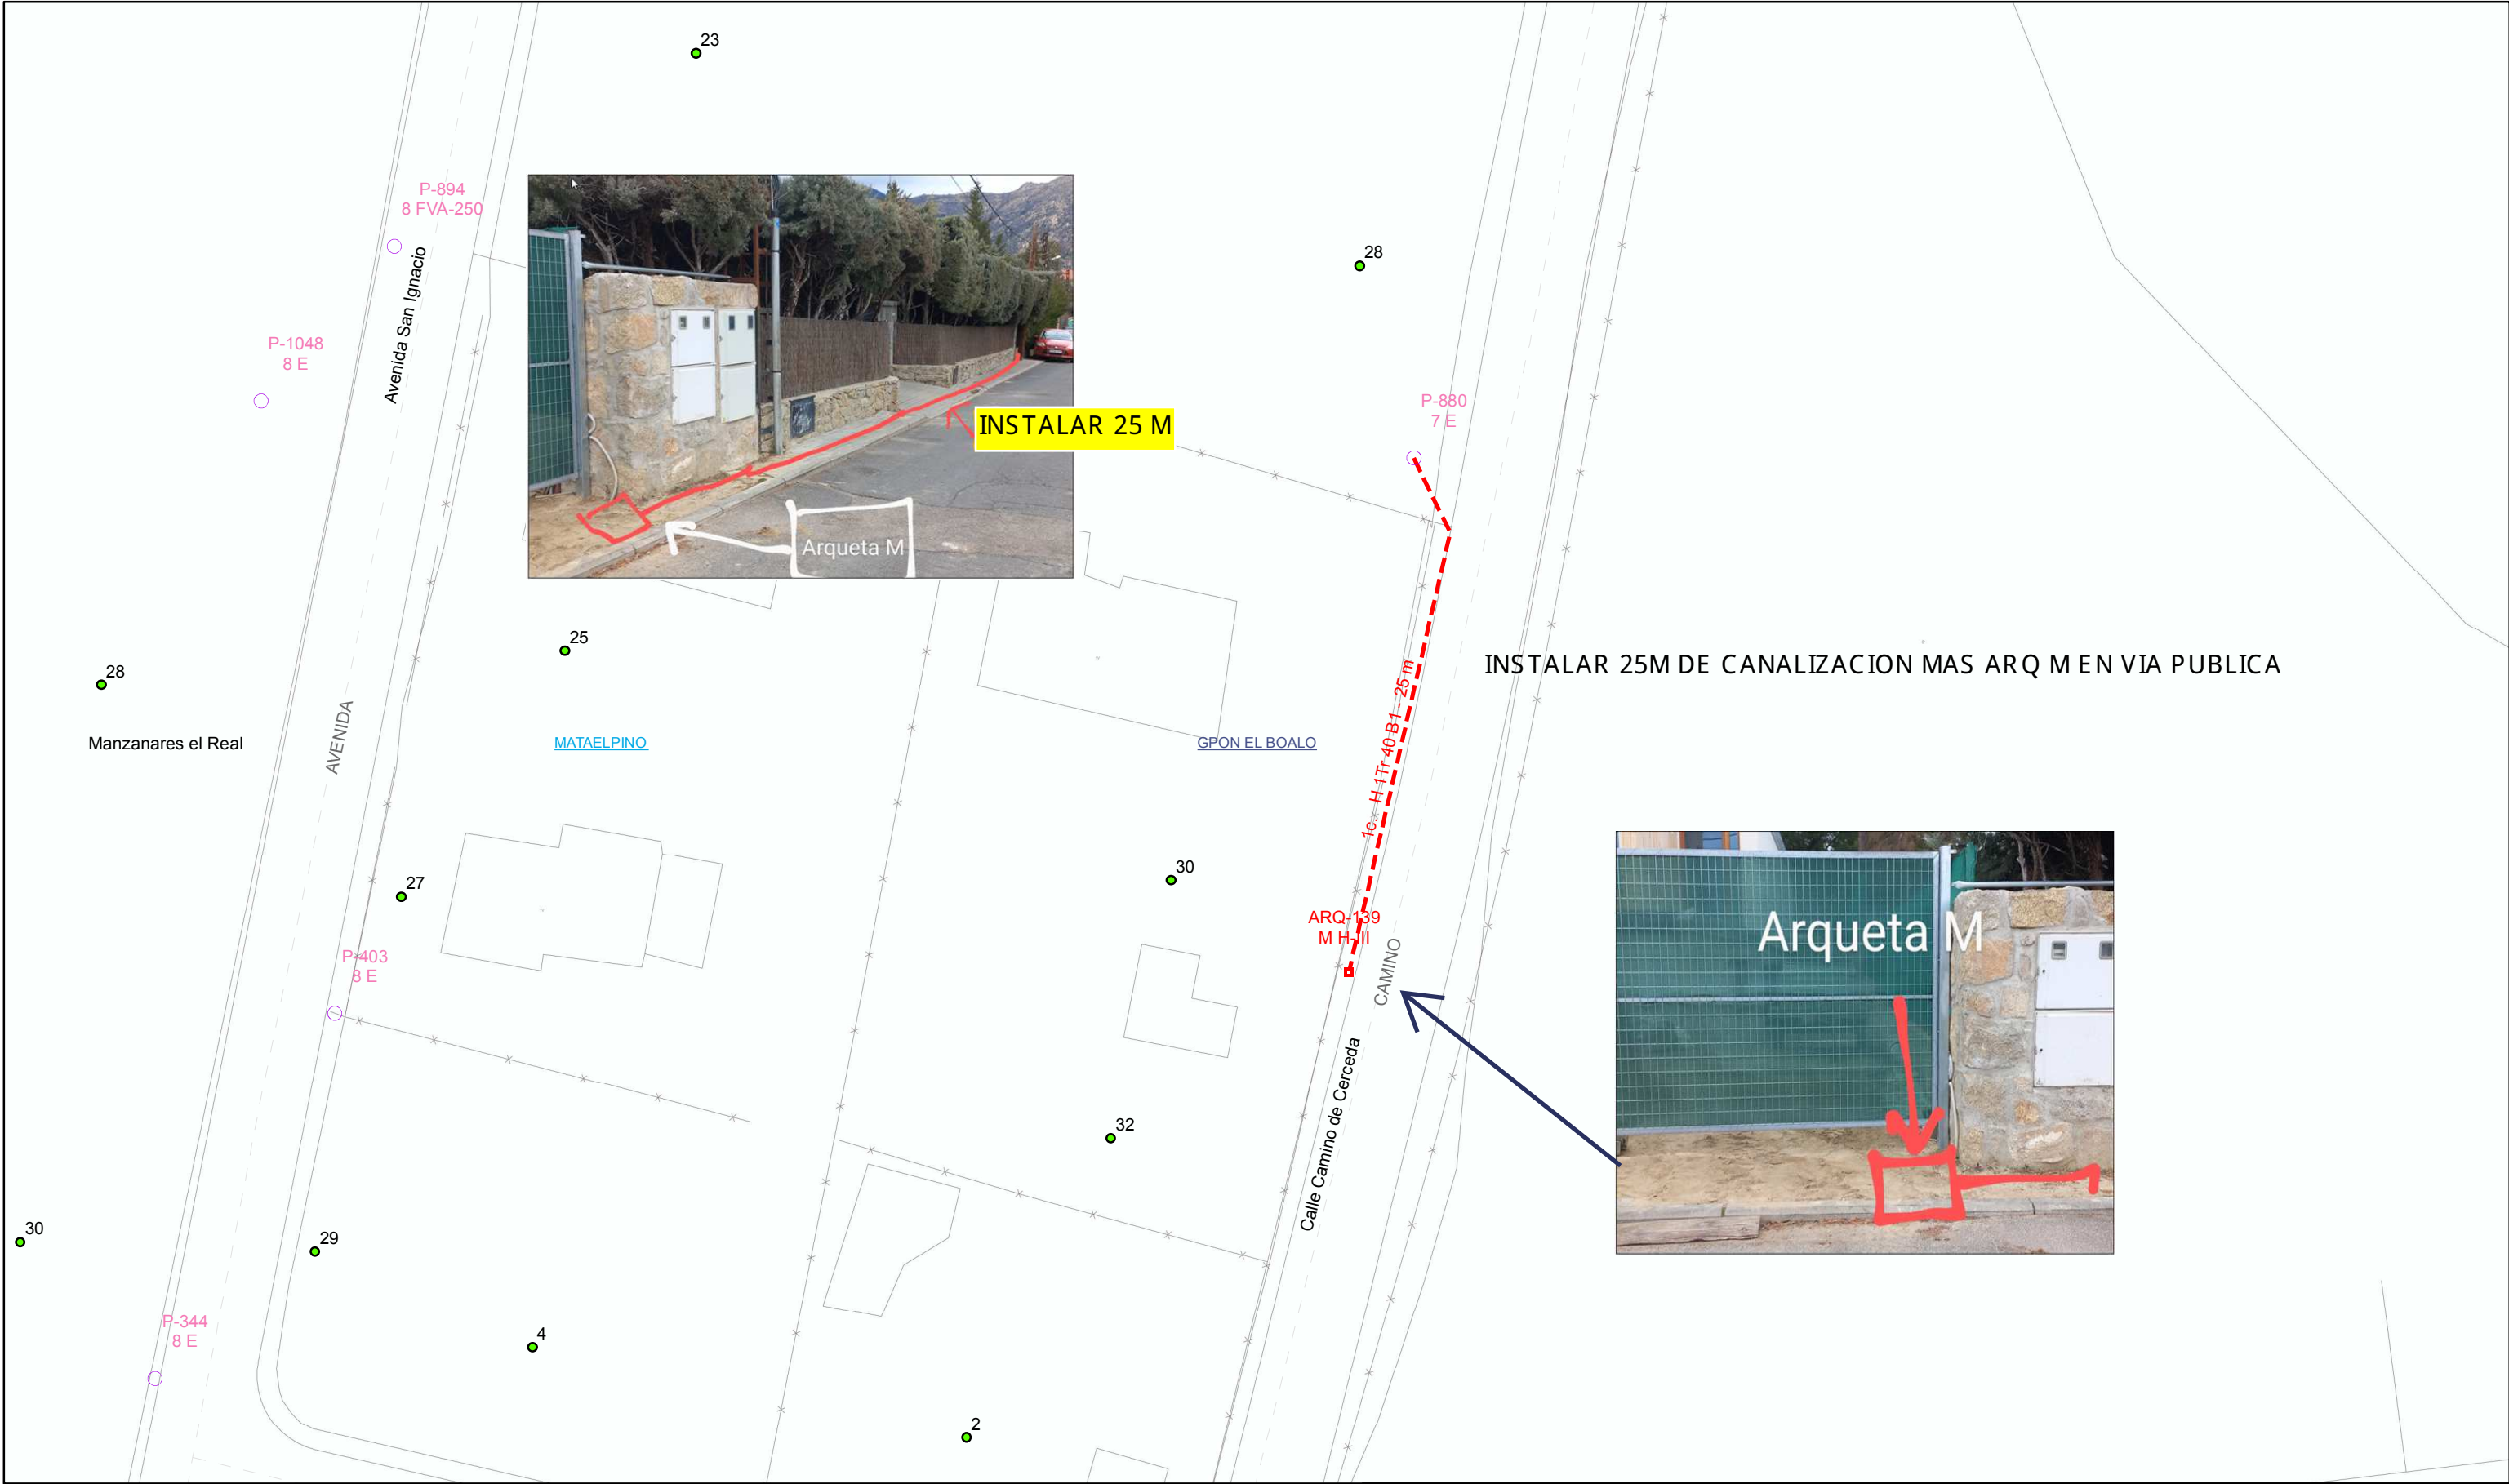 23
P-894
8 FVA-250
Avenida San Ignacio
28
P-1048
8 E
P-880
7 E
INSTALAR 25 M
Arqueta M
25
28
INSTALAR 25M DE CANALIZACION MAS ARQ M EN VIA PUBLICA
1c. H 1Tr 40 B1 - 25 m
AVENIDA
Manzanares el Real
MATAELPINO
GPON EL BOALO
27
30
ARQ-139
M H-III
Arqueta M
P-403
8 E
CAMINO
Calle Camino de Cerceda
32
30
29
P-344
8 E
4
2